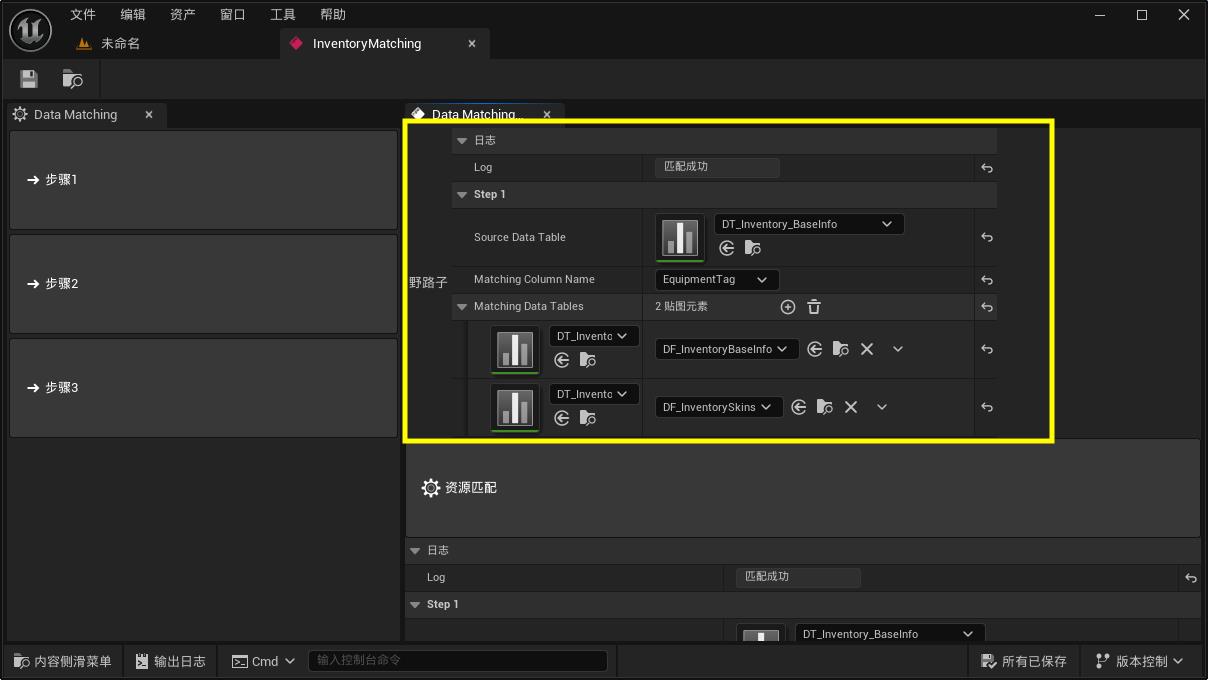 文件 编辑 资产 窗口 工具 帮助
未命名 InventoryMatching
Data Matching
Data Matching...
步骤1
步骤2
步骤3
日志
Log 匹配成功
Step 1
Source Data Table DT_Inventory_BaseInfo
野路子
Matching Column Name EquipmentTag
Matching Data Tables 2 贴图元素
DT_Invento DF_InventoryBaseInfo
DT_Invento DF_InventorySkins
资源匹配
日志
Log 匹配成功
Step 1
DT_Inventory_BaseInfo
内容侧滑菜单 输出日志 Cmd 输入控制台命令 所有已保存 版本控制